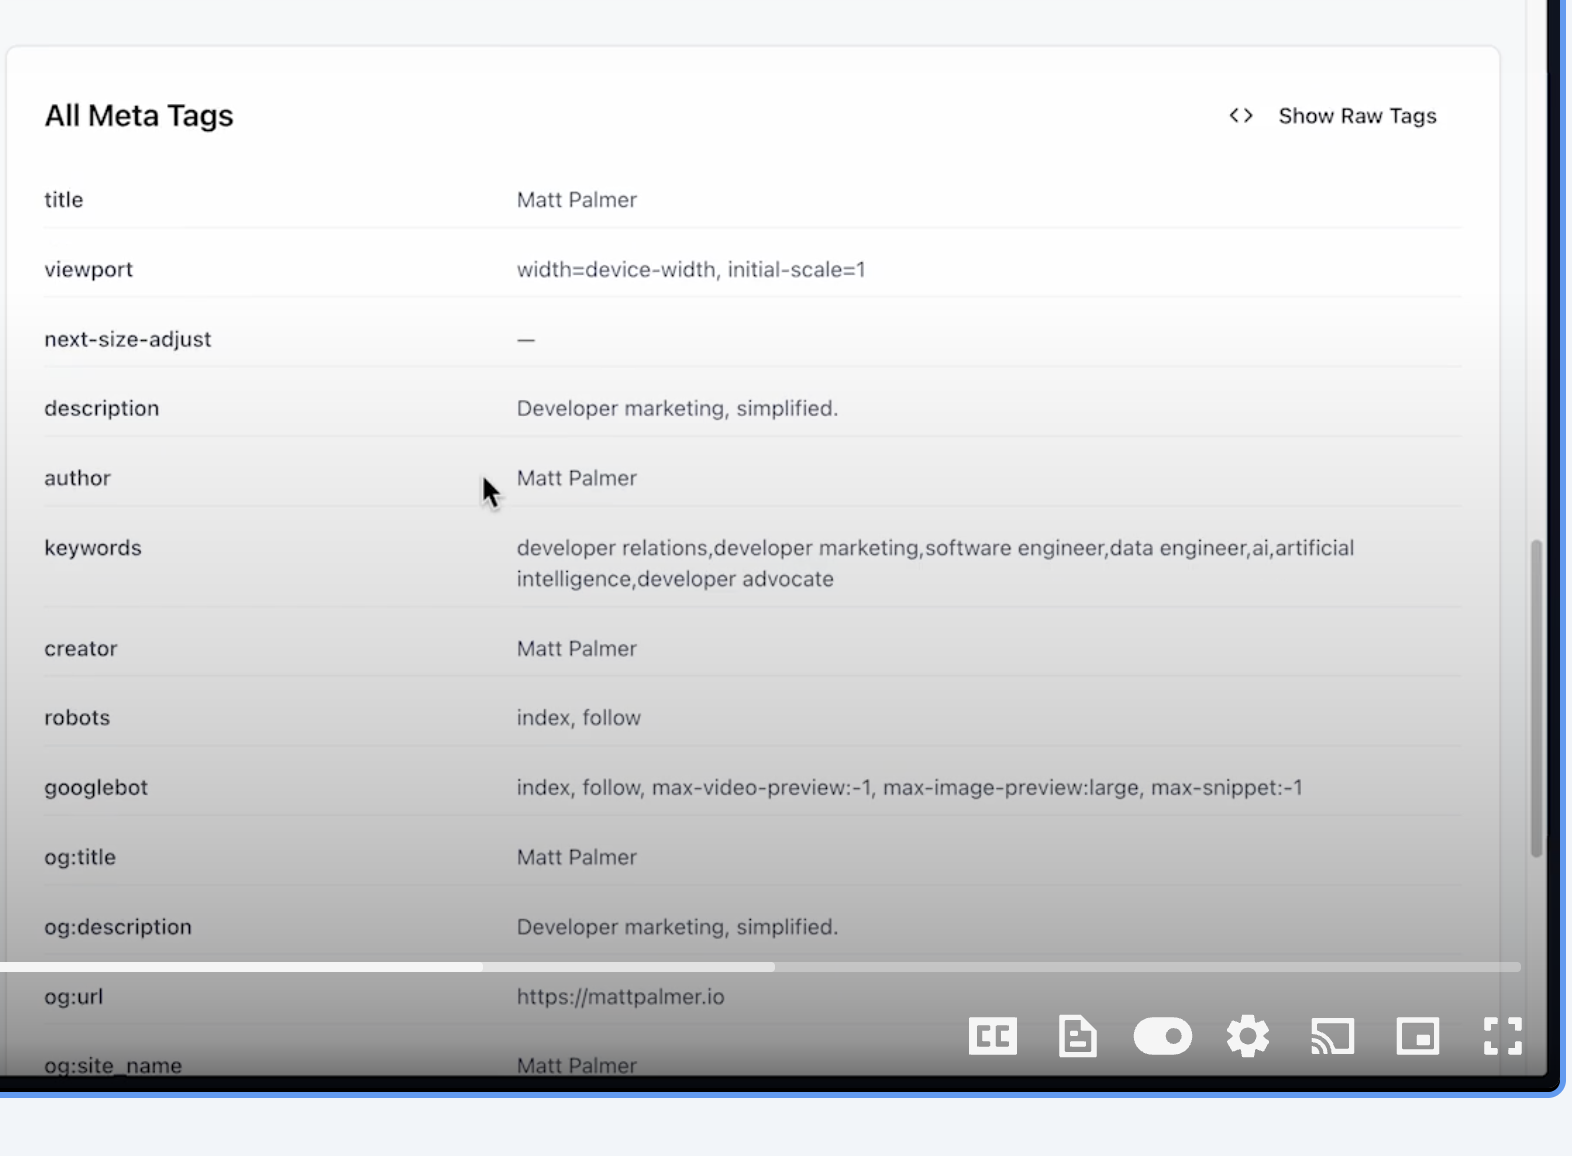 All Meta Tags
<> Show Raw Tags
title Matt Palmer
viewport width=device-width, initial-scale=1
next-size-adjust —
description Developer marketing, simplified.
author Matt Palmer
keywords developer relations,developer marketing,software engineer,data engineer,ai,artificial
intelligence,developer advocate
creator Matt Palmer
robots index, follow
googlebot index, follow, max-video-preview:-1, max-image-preview:large, max-snippet:-1
og:title Matt Palmer
og:description Developer marketing, simplified.
og:url https://mattpalmer.io
CC
og:site_name Matt Palmer